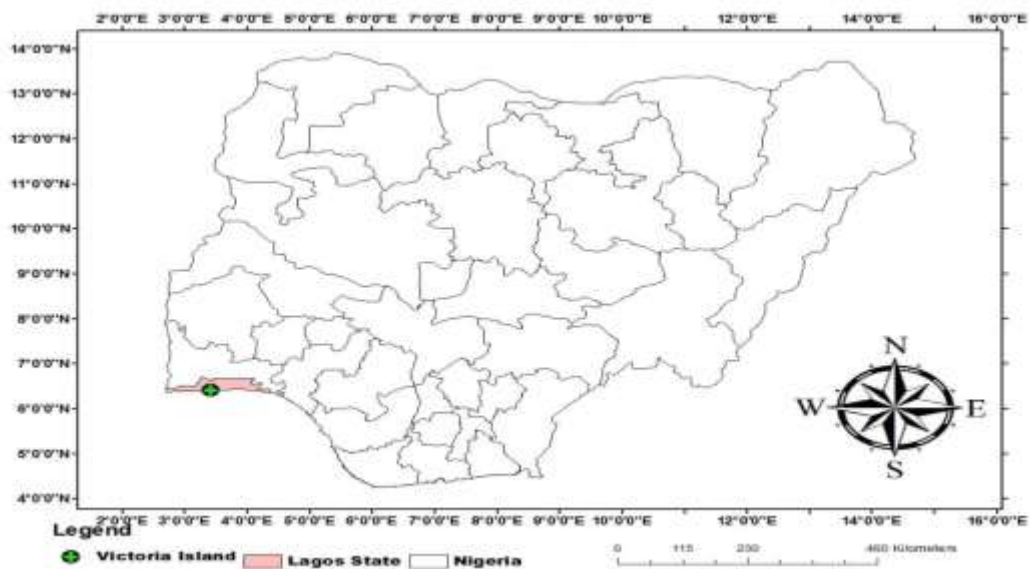 2°0'0"E 3°0'0"E 4°0'0"E 5°0'0"E 6°0'0"E 7°0'0"E 8°0'0"E 9°0'0"E 10°0'0"E 12°0'0"E 14°0'0"E 16°0'0"E
14°0'0"N
13°0'0"N
12°0'0"N
11°0'0"N
10°0'0"N
9°0'0"N
8°0'0"N
7°0'0"N
6°0'0"N
5°0'0"N
4°0'0"N
N
W E
S
2°0'0"E 3°0'0"E 4°0'0"E 5°0'0"E 6°0'0"E 7°0'0"E 8°0'0"E 9°0'0"E 10°0'0"E 12°0'0"E 14°0'0"E 16°0'0"E
Legend
Victoria Island Lagos State Nigeria
0 115 230 460 Kilometers